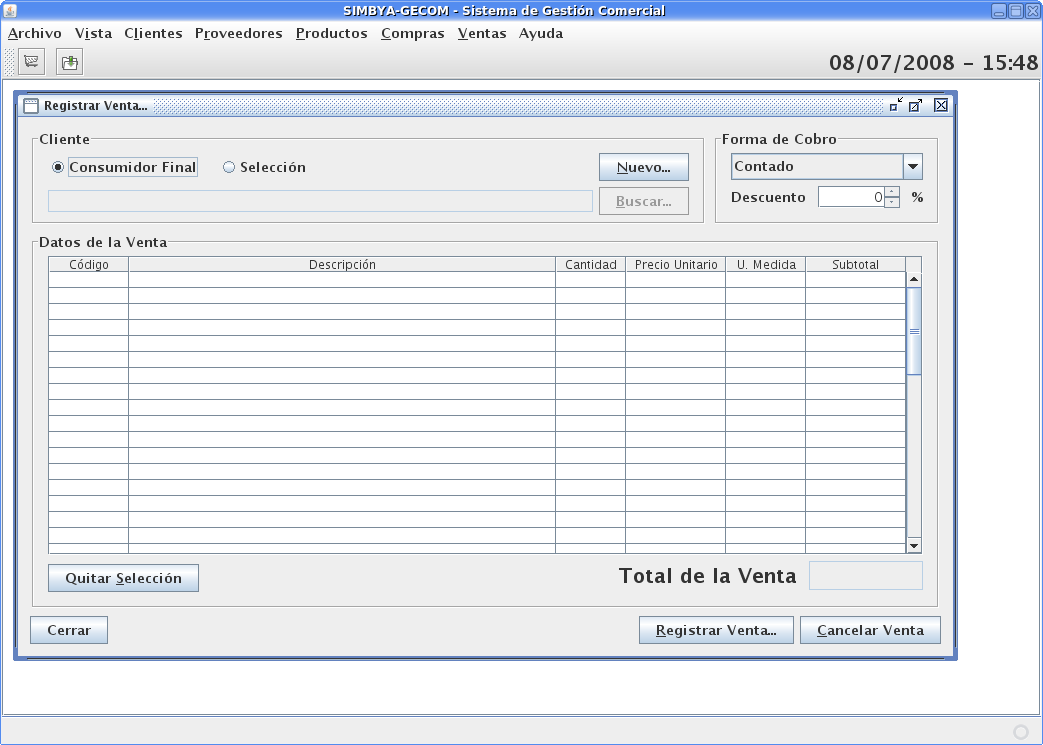 SIMBYA-GECOM - Sistema de Gestión Comercial
Archivo Vista Clientes Proveedores Productos Compras Ventas Ayuda
08/07/2008 - 15:48
Registrar Venta...
Cliente
Forma de Cobro
Consumidor Final Selección Nuevo...
Contado
Buscar...
Descuento 0 %
Datos de la Venta
Código Descripción Cantidad Precio Unitario U. Medida Subtotal
Quitar Selección Total de la Venta
Cerrar Registrar Venta... Cancelar Venta